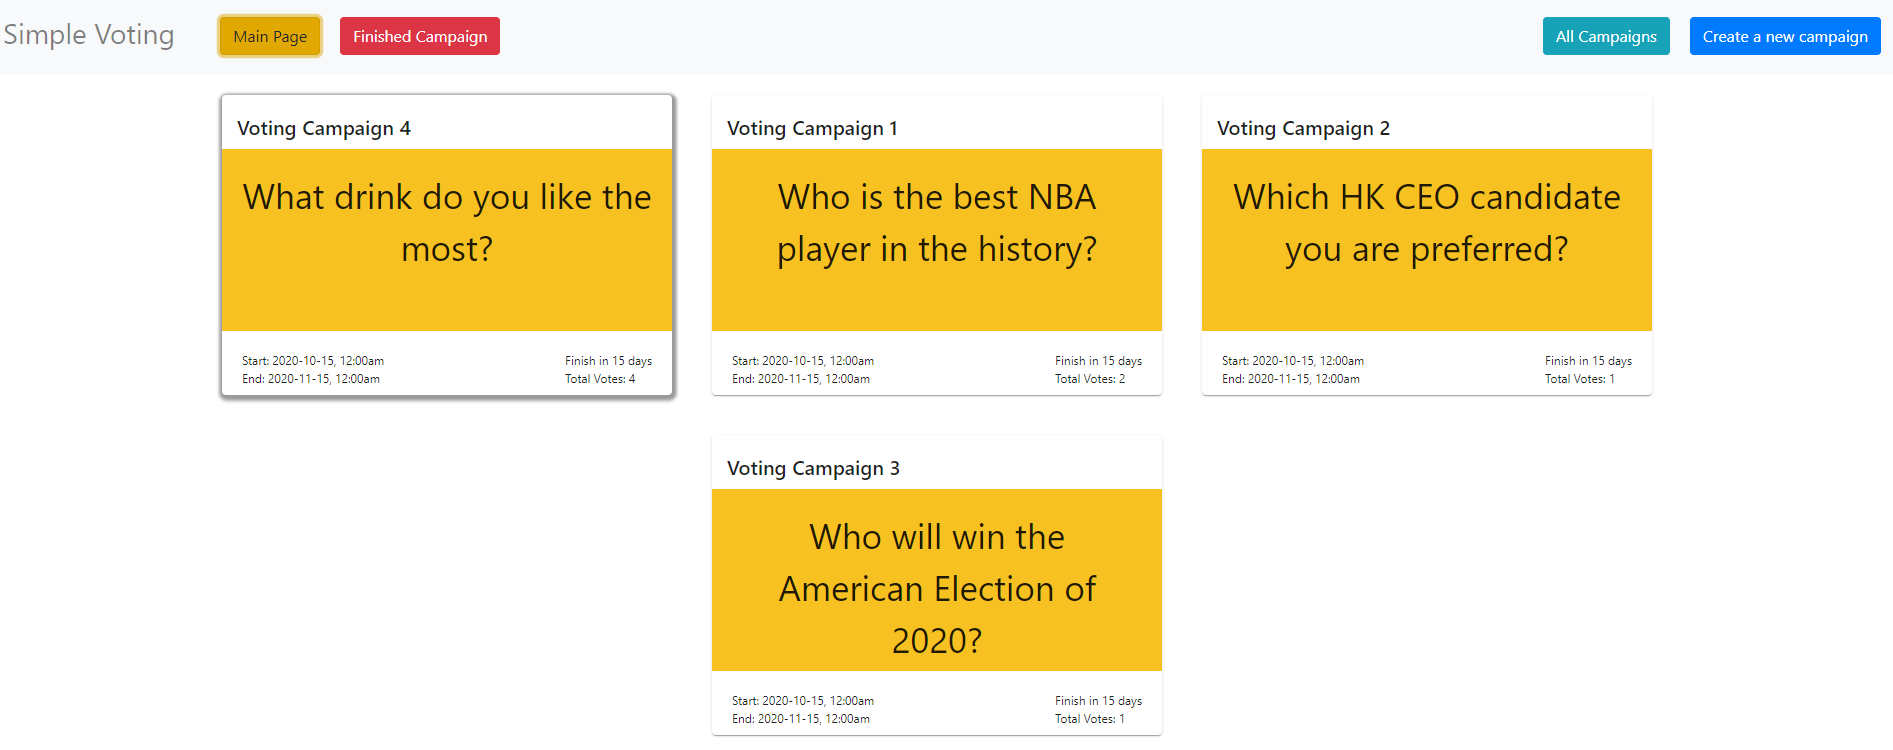 Simple Voting
Main Page
Finished Campaign
All Campaigns
Create a new campaign
Voting Campaign 4
What drink do you like the
most?
Start: 2020-10-15, 12:00am
Finish in 15 days
End: 2020-11-15, 12:00am
Total Votes: 4
Voting Campaign 1
Who is the best NBA
player in the history?
Start: 2020-10-15, 12:00am
Finish in 15 days
End: 2020-11-15, 12:00am
Total Votes: 2
Voting Campaign 2
Which HK CEO candidate
you are preferred?
Start: 2020-10-15, 12:00am
Finish in 15 days
End: 2020-11-15, 12:00am
Total Votes: 1
Voting Campaign 3
Who will win the
American Election of
2020?
Start: 2020-10-15, 12:00am
Finish in 15 days
End: 2020-11-15, 12:00am
Total Votes: 1